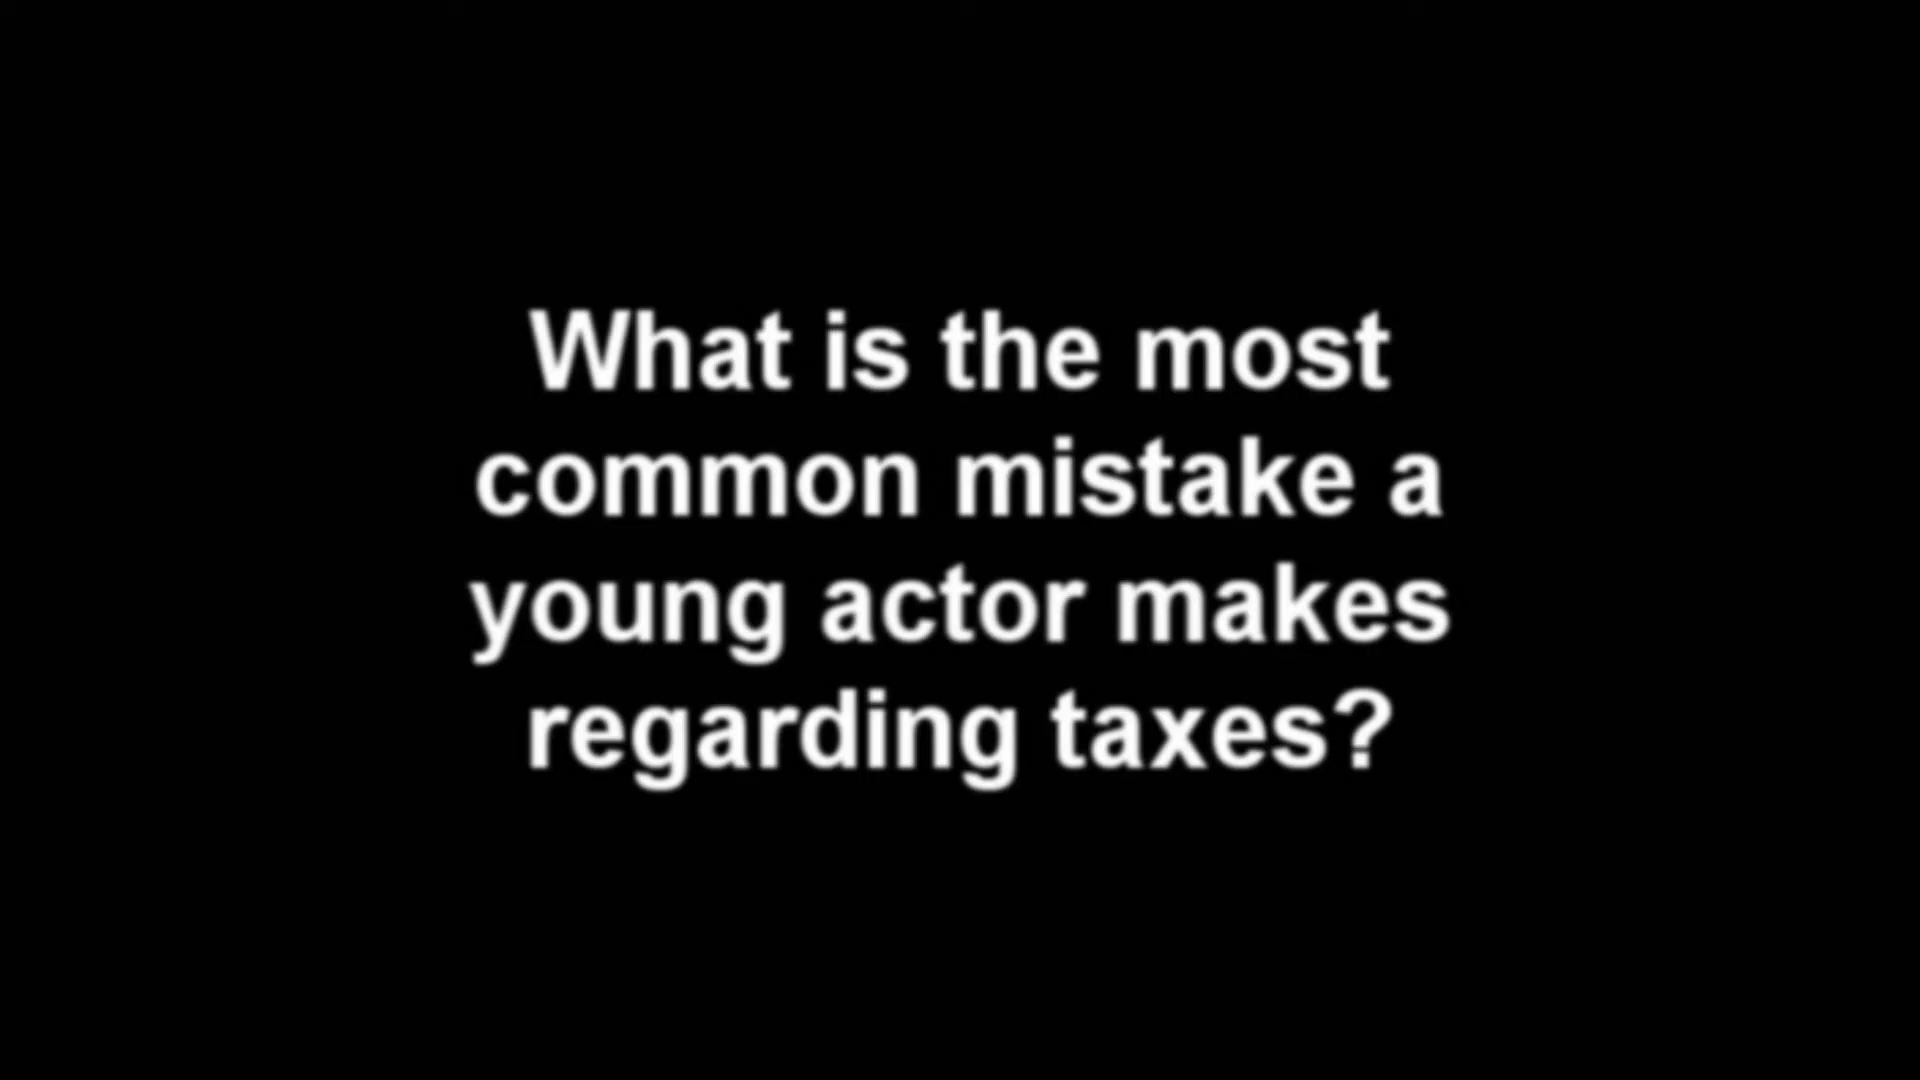 What is the most
common mistake a
young actor makes
regarding taxes?